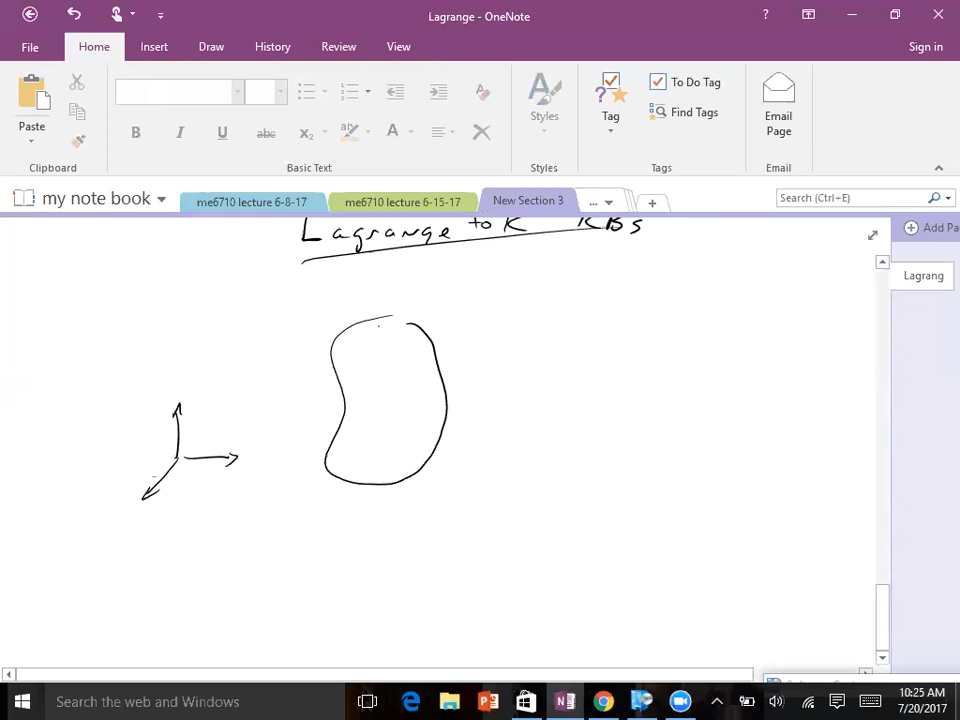 Lagrange - OneNote
?
File Home Insert Draw History Review View Sign in
Paste
B I U abc x₂ A
Styles
Tag
To Do Tag
Find Tags
Email Page
Clipboard Basic Text Styles Tags Email
my notebook me6710 lecture 6-8-17 me6710 lecture 6-15-17 New Section 3 ... + Search (Ctrl+E)
Lagrange to K RBs
Add Pa
Lagrang
Search the web and Windows
10:25 AM
7/20/2017